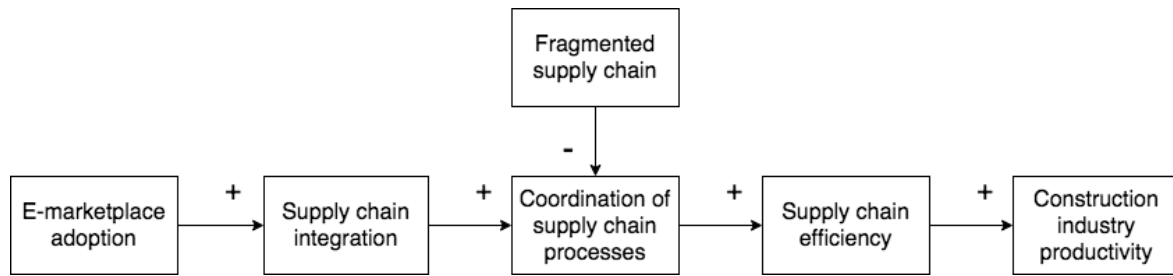 Fragmented
supply chain
-
+
+
+
+
E-marketplace
adoption
Supply chain
integration
Coordination of
supply chain
processes
Supply chain
efficiency
Construction
industry
productivity